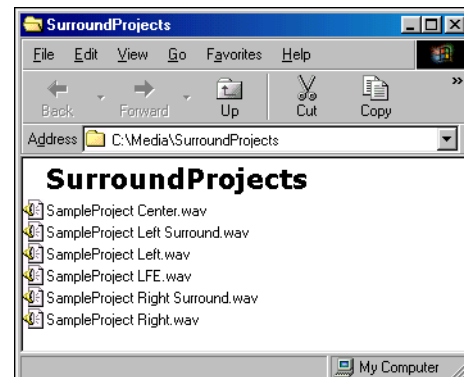 SurroundProjects
File Edit View Go Favorites Help
Back Forward Up Cut Copy »
Address C:\Media\SurroundProjects
SurroundProjects
SampleProject Center.wav
SampleProject Left Surround.wav
SampleProject Left.wav
SampleProject LFE.wav
SampleProject Right Surround.wav
SampleProject Right.wav
My Computer